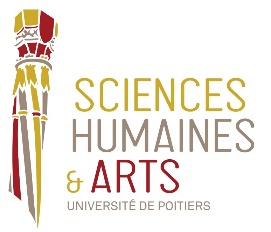 SCIENCES
HUMAINES
& ARTS
UNIVERSITÉ DE POITIERS